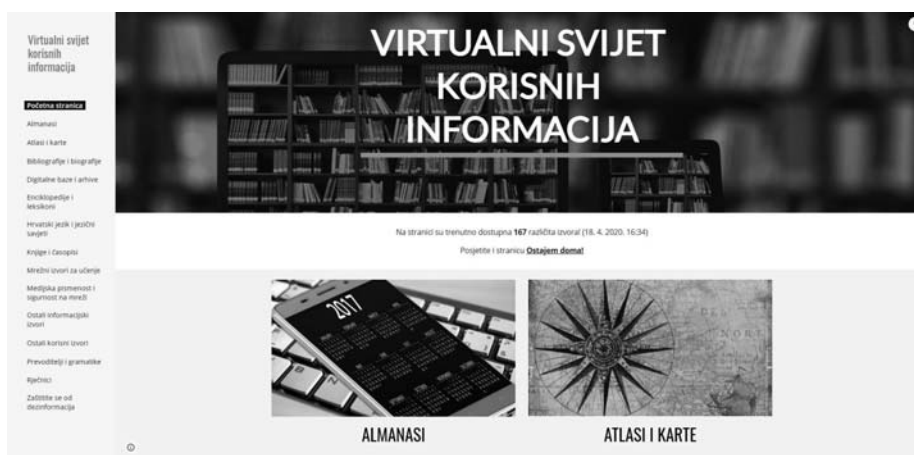 Virtualni svijet
korisnih
informacija
Početna stranica
Almanasi
Atlasi i karte
Bibliografije i biografije
Digitalne baze i arhive
Enciklopedije i
leksikoni
Hrvatski jezik i jezični
savjeti
Knjige i časopisi
Mrežni izvori za učenje
Medijska pismenost i
sigurnost na mreži
Ostali informacijski
izvori
Ostali korisni izvori
Prevoditelji i gramatike
Rječnici
Zaštitite se od
dezinformacija
VIRTUALNI SVIJET
KORISNIH
INFORMACIJA
Na stranici su trenutno dostupna 167 različita izvora! (18. 4. 2020. 16:34)
Posjetite i stranicu Ostajem doma!
2017
ALMANASI
ATLASI I KARTE